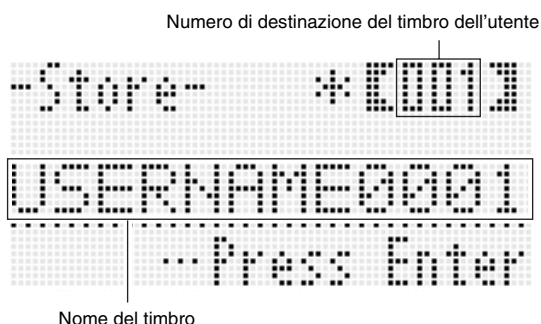 Numero di destinazione del timbro dell'utente
-Store- *【001】
USERNAME0001
…Press Enter
Nome del timbro